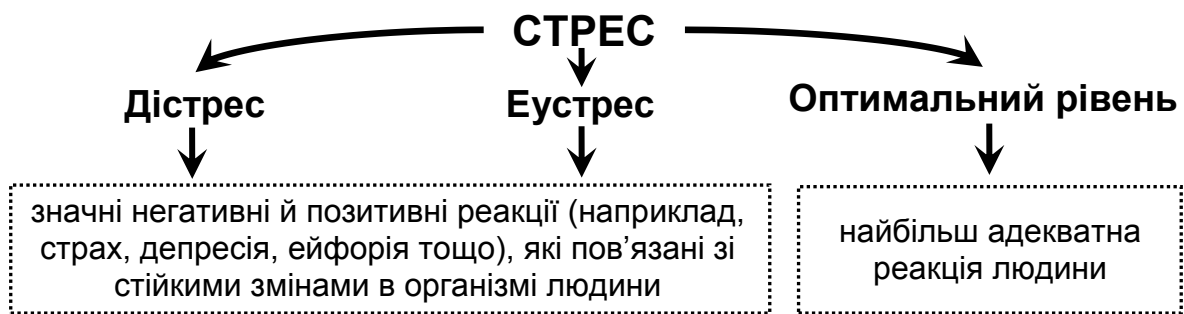 СТРЕС
Дістрес
Еустрес
Оптимальний рівень
значні негативні й позитивні реакції (наприклад,
страх, депресія, ейфорія тощо), які пов’язані зі
стійкими змінами в організмі людини
найбільш адекватна
реакція людини